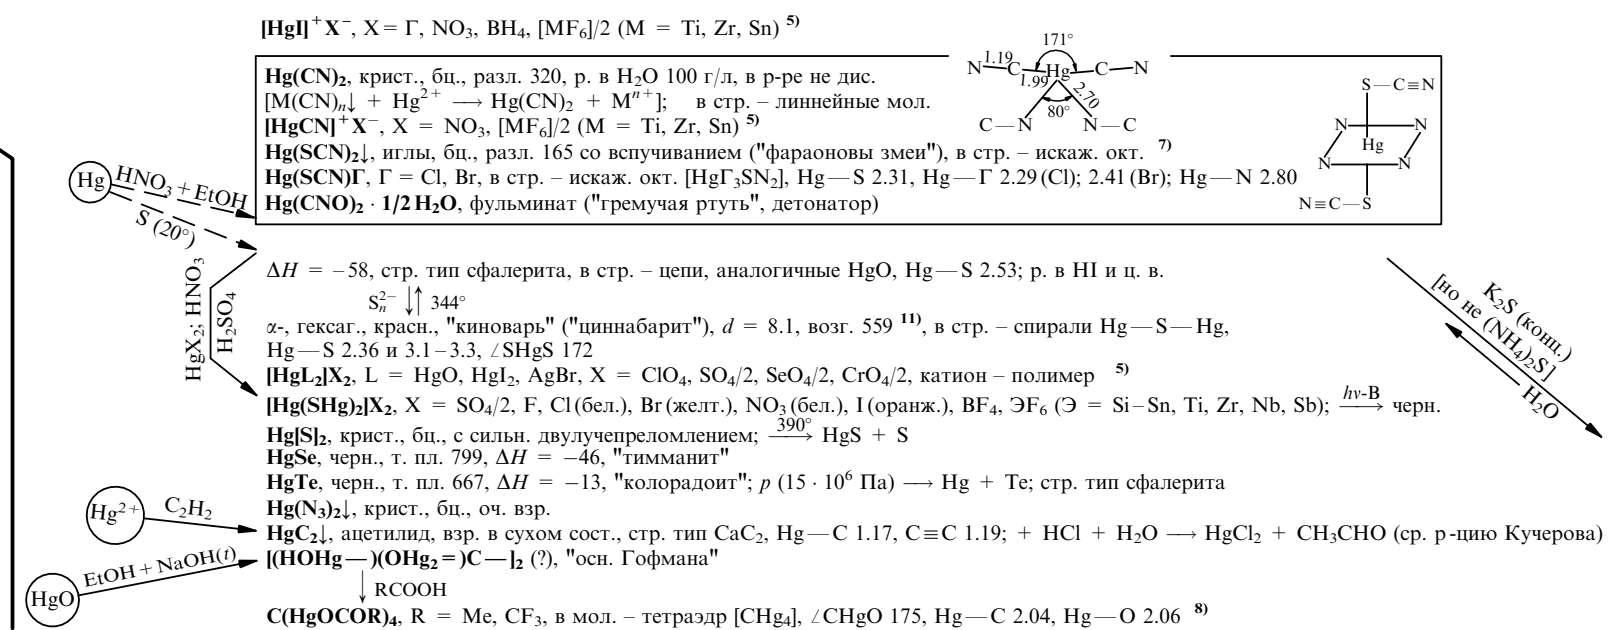 [HgI]⁺X⁻, X = Г, NO₃, BH₄, [MF₆]/2 (M = Ti, Zr, Sn) ⁵⁾
Hg(CN)₂, крист., бц., разл. 320, р. в H₂O 100 г/л, в р-ре не дис.
[M(CN)ₙ↓ + Hg²⁺ ⟶ Hg(CN)₂ + Mⁿ⁺]; в стр. – линнейные мол.
[HgCN]⁺X⁻, X = NO₃, [MF₆]/2 (M = Ti, Zr, Sn) ⁵⁾
Hg(SCN)₂↓, иглы, бц., разл. 165 со вспучиванием ("фараоновы змеи"), в стр. – искаж. окт. ⁷⁾
Hg(SCN)Г, Г = Cl, Br, в стр. – искаж. окт. [HgГ₃SN₂], Hg—S 2.31, Hg—Г 2.29 (Cl); 2.41 (Br); Hg—N 2.80
Hg(CNO)₂ · 1/2 H₂O, фульминат ("гремучая ртуть", детонатор)
171°
N 1.19 C Hg — C — N
1.99 2.70
80°
C — N N — C
S — C ≡ N
N N
Hg
N N
N ≡ C — S
Hg
HNO₃ + EtOH
S (20°)
HgX₂; HNO₃
H₂SO₄
ΔH = −58, стр. тип сфалерита, в стр. – цепи, аналогичные HgO, Hg—S 2.53; р. в HI и ц. в.
Sₙ²⁻ ↓↑ 344°
α-, гексаг., красн., "киноварь" ("циннабарит"), d = 8.1, возг. 559 ¹¹⁾, в стр. – спирали Hg—S—Hg,
Hg—S 2.36 и 3.1–3.3, ∠SHgS 172
[HgL₂]X₂, L = HgO, HgI₂, AgBr, X = ClO₄, SO₄/2, SeO₄/2, CrO₄/2, катион – полимер ⁵⁾
[Hg(SHg)₂]X₂, X = SO₄/2, F, Cl (бел.), Br (желт.), NO₃ (бел.), I (оранж.), BF₄, ЭF₆ (Э = Si–Sn, Ti, Zr, Nb, Sb); hν-В ⟶ черн.
Hg[S]₂, крист., бц., с сильн. двулучепреломлением; 390° ⟶ HgS + S
HgSe, черн., т. пл. 799, ΔH = −46, "тимманит"
HgTe, черн., т. пл. 667, ΔH = −13, "колорадоит"; p (15 · 10⁶ Па) ⟶ Hg + Te; стр. тип сфалерита
Hg(N₃)₂↓, крист., бц., оч. взр.
HgC₂↓, ацетилид, взр. в сухом сост., стр. тип CaC₂, Hg—C 1.17, C≡C 1.19; + HCl + H₂O ⟶ HgCl₂ + CH₃CHO (ср. р-цию Кучерова)
[(HOHg—)(OHg₂=)C—]₂ (?), "осн. Гофмана"
↓ RCOOH
C(HgOCOR)₄, R = Me, CF₃, в мол. – тетраэдр [CHg₄], ∠CHgO 175, Hg—C 2.04, Hg—O 2.06 ⁸⁾
Hg²⁺
C₂H₂
HgO
EtOH + NaOH(t)
K₂S (конц.)
[но не (NH₄)₂S]
H₂O